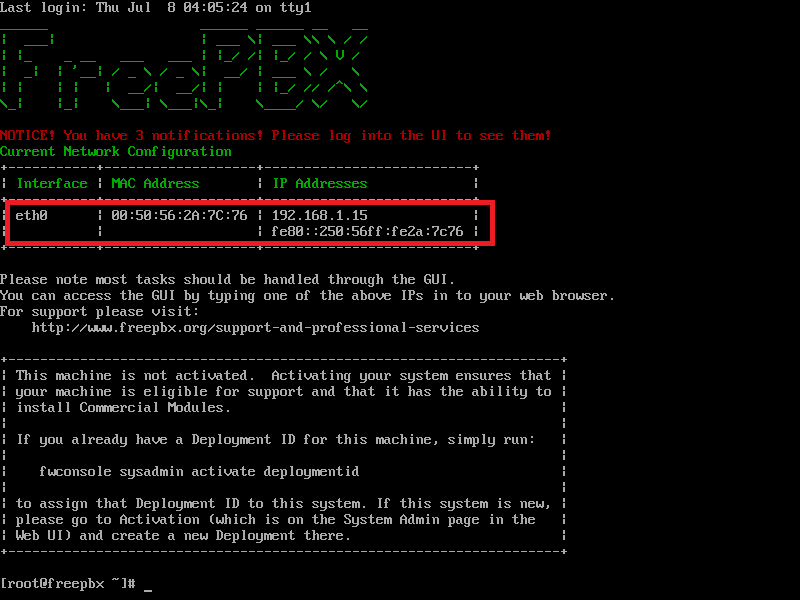 Last login: Thu Jul  8 04:05:24 on tty1
FreePBX
NOTICE! You have 3 notifications! Please log into the UI to see them!
Current Network Configuration
+-----------+-------------------+--------------------------+
| Interface | MAC Address       | IP Addresses             |
+-----------+-------------------+--------------------------+
| eth0      | 00:50:56:2A:7C:76 | 192.168.1.15             |
|           |                   | fe80::250:56ff:fe2a:7c76 |
+-----------+-------------------+--------------------------+
Please note most tasks should be handled through the GUI.
You can access the GUI by typing one of the above IPs in to your web browser.
For support please visit:
    http://www.freepbx.org/support-and-professional-services
+---------------------------------------------------------------------+
| This machine is not activated.  Activating your system ensures that |
| your machine is eligible for support and that it has the ability to |
| install Commercial Modules.                                         |
|                                                                     |
| If you already have a Deployment ID for this machine, simply run:   |
|                                                                     |
|    fwconsole sysadmin activate deploymentid                         |
|                                                                     |
| to assign that Deployment ID to this system. If this system is new, |
| please go to Activation (which is on the System Admin page in the   |
| Web UI) and create a new Deployment there.                          |
+---------------------------------------------------------------------+
[root@freepbx ~]# _